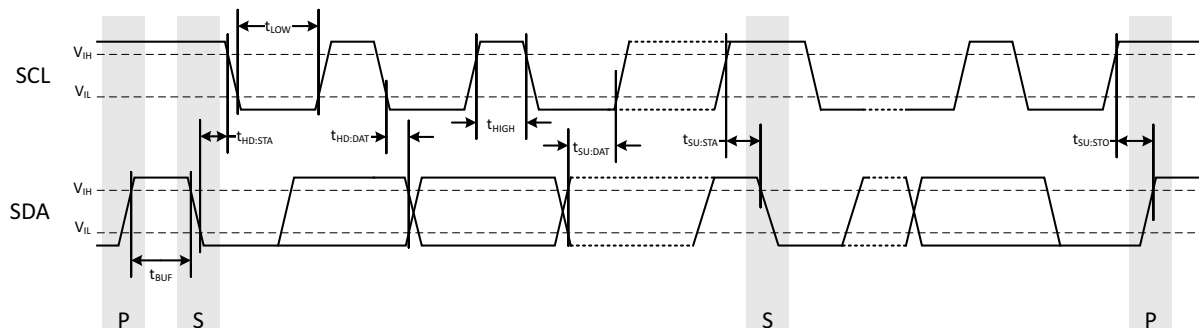 tLOW
VIH
SCL
VIL
tHD:STA
tHD:DAT
tHIGH
tSU:DAT
tSU:STA
tSU:STO
VIH
SDA
VIL
tBUF
P
S
S
P